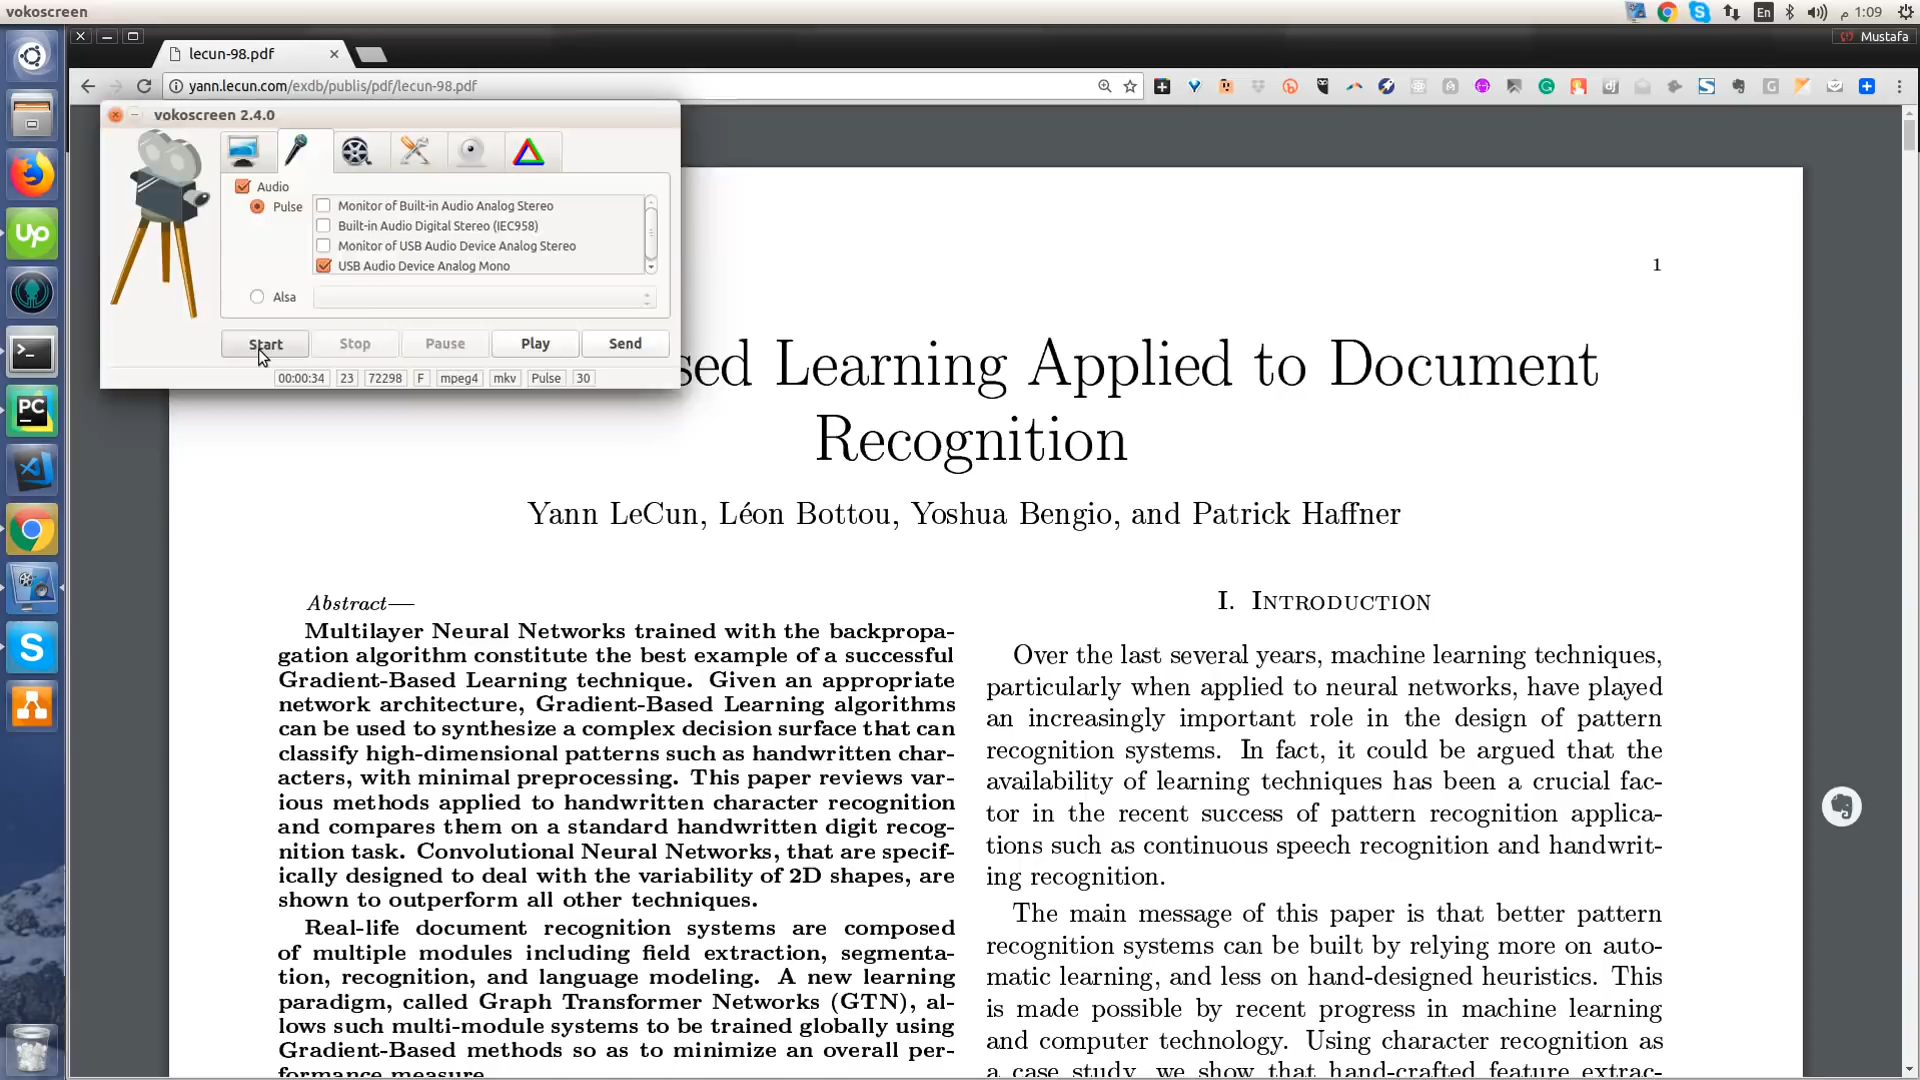 vokoscreen
En
1:09 م
lecun-98.pdf
Mustafa
yann.lecun.com/exdb/publis/pdf/lecun-98.pdf
vokoscreen 2.4.0
Audio
Pulse
Monitor of Built-in Audio Analog Stereo
Built-in Audio Digital Stereo (IEC958)
Monitor of USB Audio Device Analog Stereo
USB Audio Device Analog Mono
Alsa
Start
Stop
Pause
Play
Send
00:00:34
23
72298
F
mpeg4
mkv
Pulse
30
Up
PC
1
sed Learning Applied to Document
Recognition
Yann LeCun, Léon Bottou, Yoshua Bengio, and Patrick Haffner
Abstract—
Multilayer Neural Networks trained with the backpropa-
gation algorithm constitute the best example of a successful
Gradient-Based Learning technique. Given an appropriate
network architecture, Gradient-Based Learning algorithms
can be used to synthesize a complex decision surface that can
classify high-dimensional patterns such as handwritten char-
acters, with minimal preprocessing. This paper reviews var-
ious methods applied to handwritten character recognition
and compares them on a standard handwritten digit recog-
nition task. Convolutional Neural Networks, that are specif-
ically designed to deal with the variability of 2D shapes, are
shown to outperform all other techniques.
Real-life document recognition systems are composed
of multiple modules including field extraction, segmenta-
tion, recognition, and language modeling. A new learning
paradigm, called Graph Transformer Networks (GTN), al-
lows such multi-module systems to be trained globally using
Gradient-Based methods so as to minimize an overall per-
formance measure.
I. Introduction
Over the last several years, machine learning techniques,
particularly when applied to neural networks, have played
an increasingly important role in the design of pattern
recognition systems. In fact, it could be argued that the
availability of learning techniques has been a crucial fac-
tor in the recent success of pattern recognition applica-
tions such as continuous speech recognition and handwrit-
ing recognition.
The main message of this paper is that better pattern
recognition systems can be built by relying more on auto-
matic learning, and less on hand-designed heuristics. This
is made possible by recent progress in machine learning
and computer technology. Using character recognition as
a case study, we show that hand-crafted feature extrac-